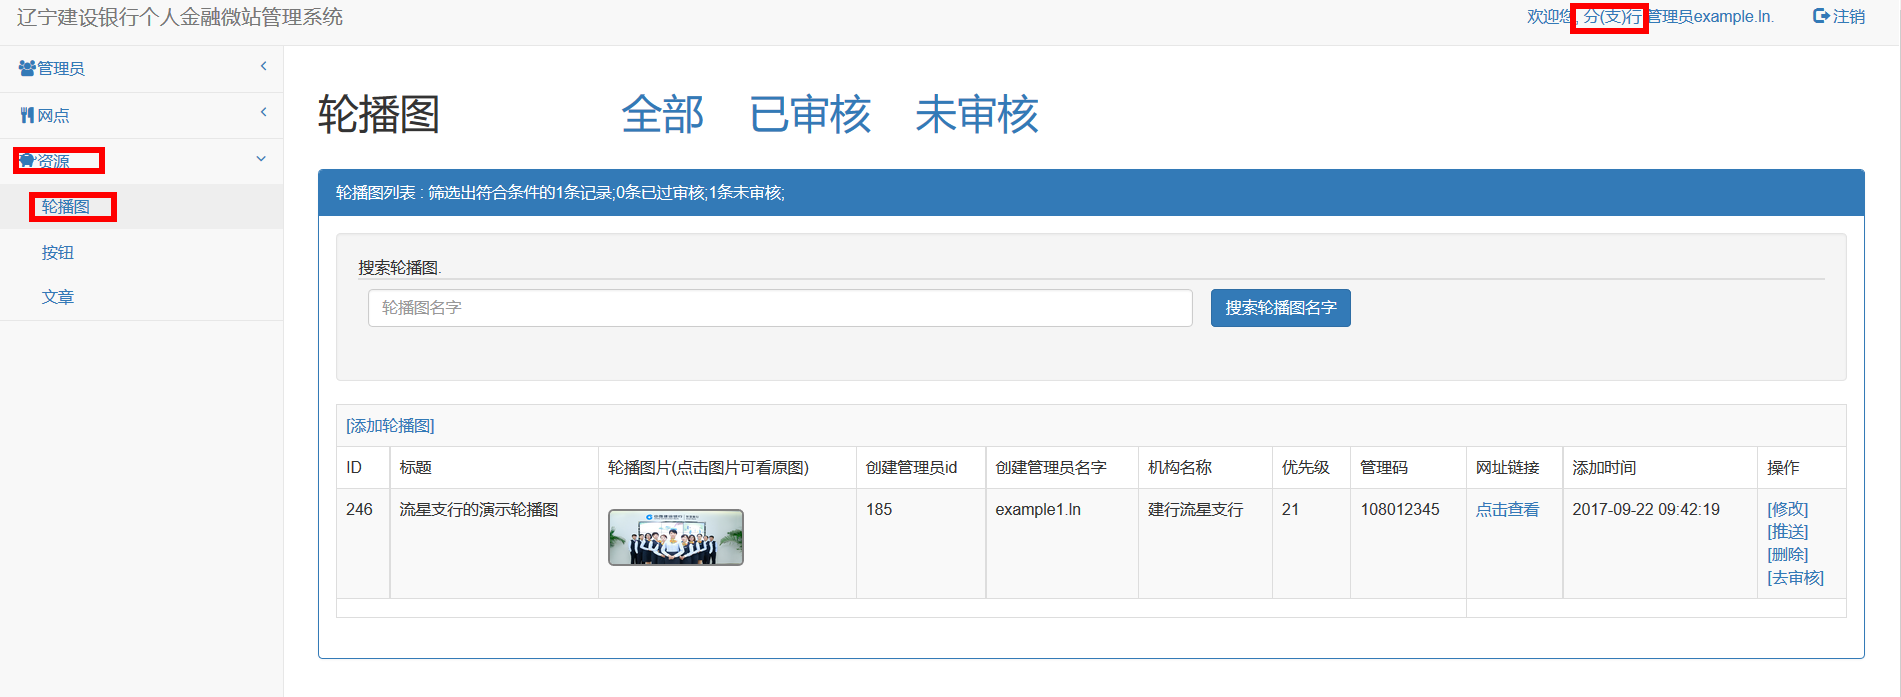 辽宁建设银行个人金融微站管理系统
欢迎您, 分(支)行管理员example.ln.
注销
管理员
网点
资源
轮播图
按钮
文章
轮播图 全部 已审核 未审核
轮播图列表 : 筛选出符合条件的1条记录;0条已过审核;1条未审核;
搜索轮播图.
轮播图名字
搜索轮播图名字
[添加轮播图]
ID 标题 轮播图片(点击图片可看原图) 创建管理员id 创建管理员名字 机构名称 优先级 管理码 网址链接 添加时间 操作
246 流星支行的演示轮播图 185 example1.ln 建行流星支行 21 108012345 点击查看 2017-09-22 09:42:19 [修改]
[推送]
[删除]
[去审核]